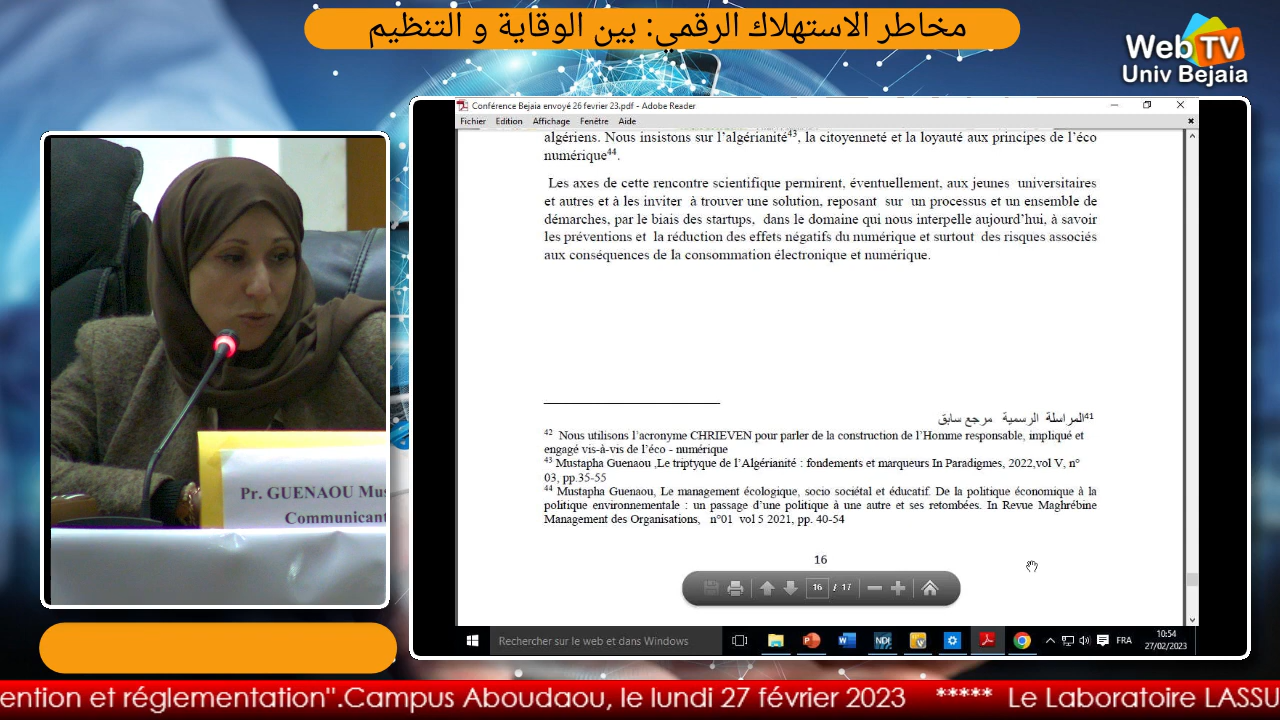 مخاطر الاستهلاك الرقمي: بين الوقاية و التنظيم
Web TV
Univ Bejaia
Conférence Bejaia envoyé 26 fevrier 23.pdf - Adobe Reader
Fichier Edition Affichage Fenêtre Aide
algériens. Nous insistons sur l'algérianité43, la citoyenneté et la loyauté aux principes de l'éco
numérique44.
Les axes de cette rencontre scientifique permirent, éventuellement, aux jeunes universitaires
et autres et à les inviter à trouver une solution, reposant sur un processus et un ensemble de
démarches, par le biais des startups, dans le domaine qui nous interpelle aujourd'hui, à savoir
les préventions et la réduction des effets négatifs du numérique et surtout des risques associés
aux conséquences de la consommation électronique et numérique.
41المراسلة الرسمية مرجع سابق
42 Nous utilisons l'acronyme CHRIEVEN pour parler de la construction de l'Homme responsable, impliqué et
engagé vis-à-vis de l'éco - numérique
43 Mustapha Guenaou ,Le triptyque de l'Algérianité : fondements et marqueurs In Paradigmes, 2022,vol V, n°
03, pp.35-55
44 Mustapha Guenaou, Le management écologique, socio sociétal et éducatif. De la politique économique à la
politique environnementale : un passage d'une politique à une autre et ses retombées. In Revue Maghrébine
Management des Organisations, n°01 vol 5 2021, pp. 40-54
16
16 / 17
Rechercher sur le web et dans Windows
FRA
10:54
27/02/2023
Pr. GUENAOU Mus
Communicant
ention et réglementation".Campus Aboudaou, le lundi 27 février 2023 ***** Le Laboratoire LASSU